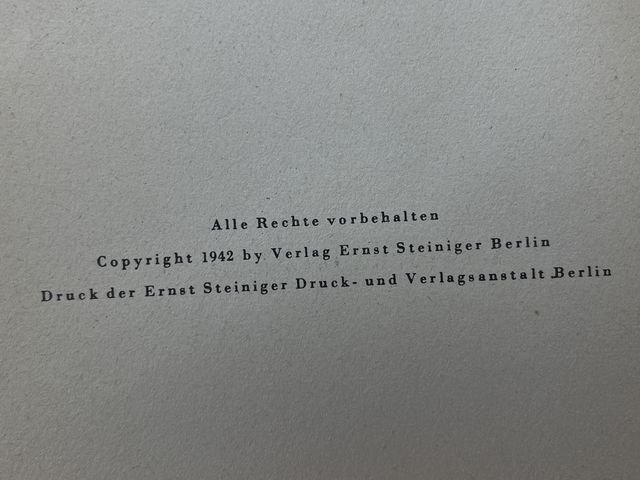 Alle Rechte vorbehalten
Copyright 1942 by Verlag Ernst Steiniger Berlin
Druck der Ernst Steiniger Druck- und Verlagsanstalt Berlin